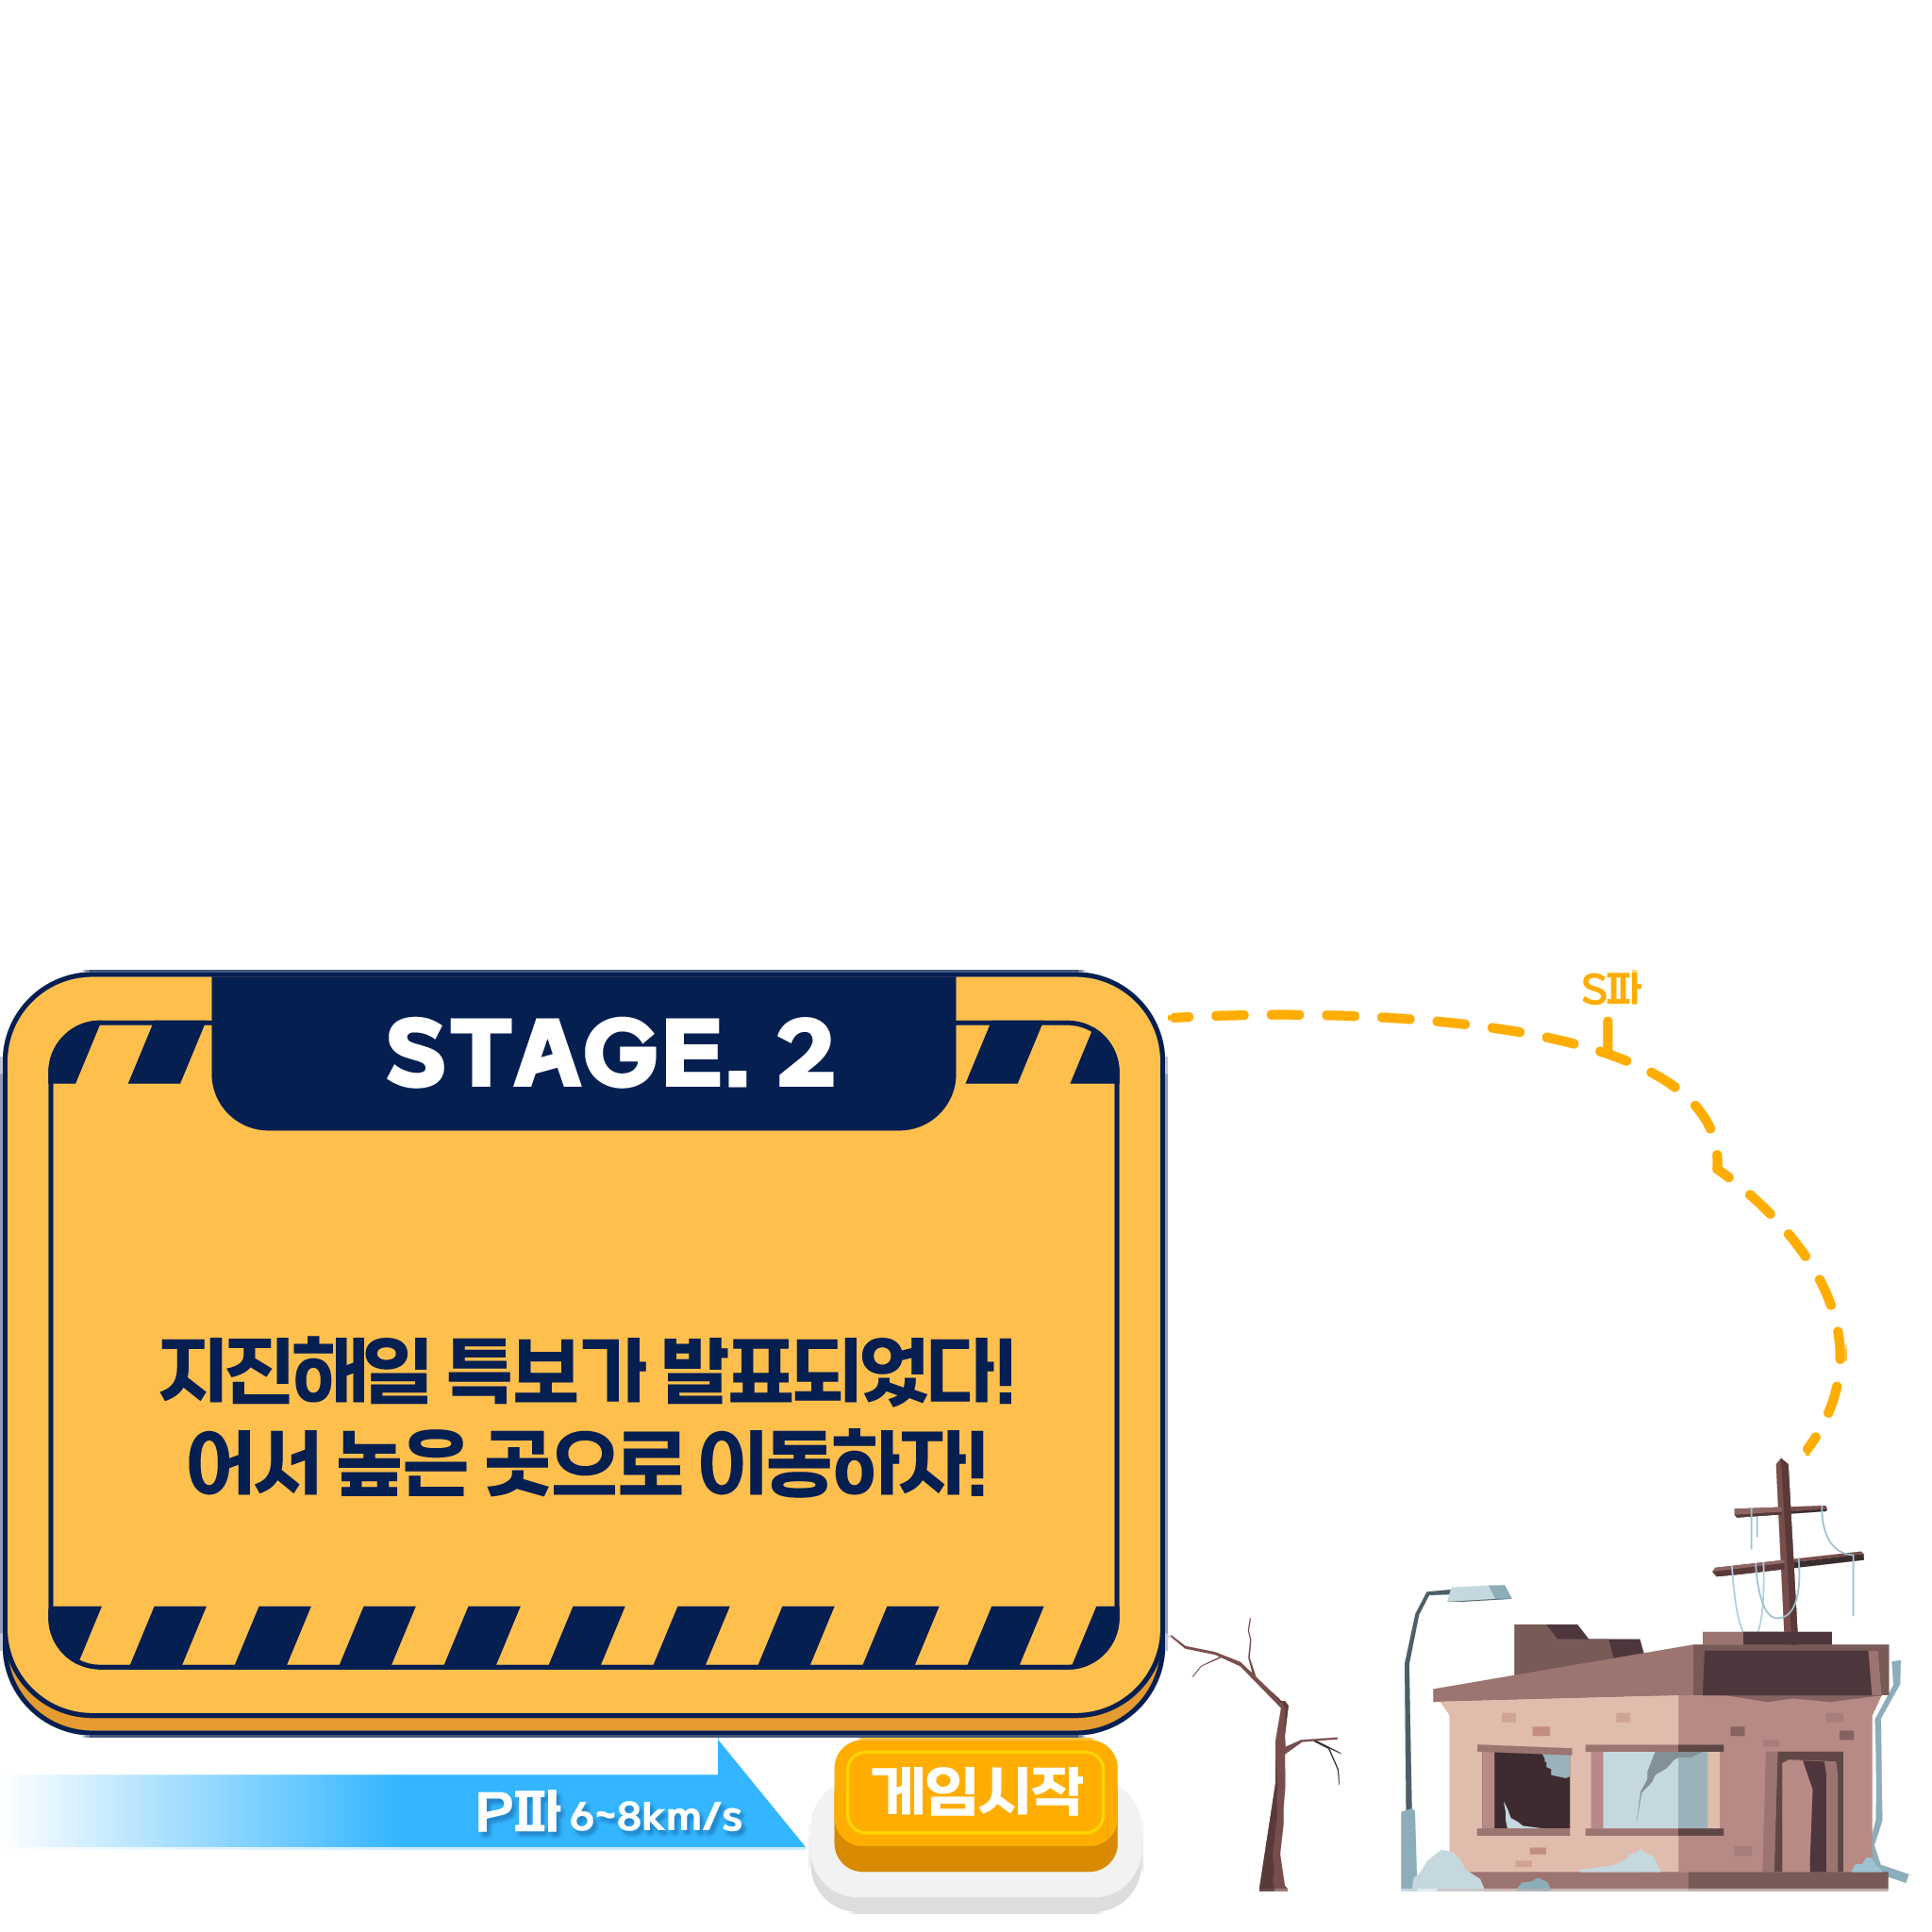 STAGE. 2
S파
지진해일 특보가 발표되었다!
어서 높은 곳으로 이동하자!
P파 6~8km/s
게임시작